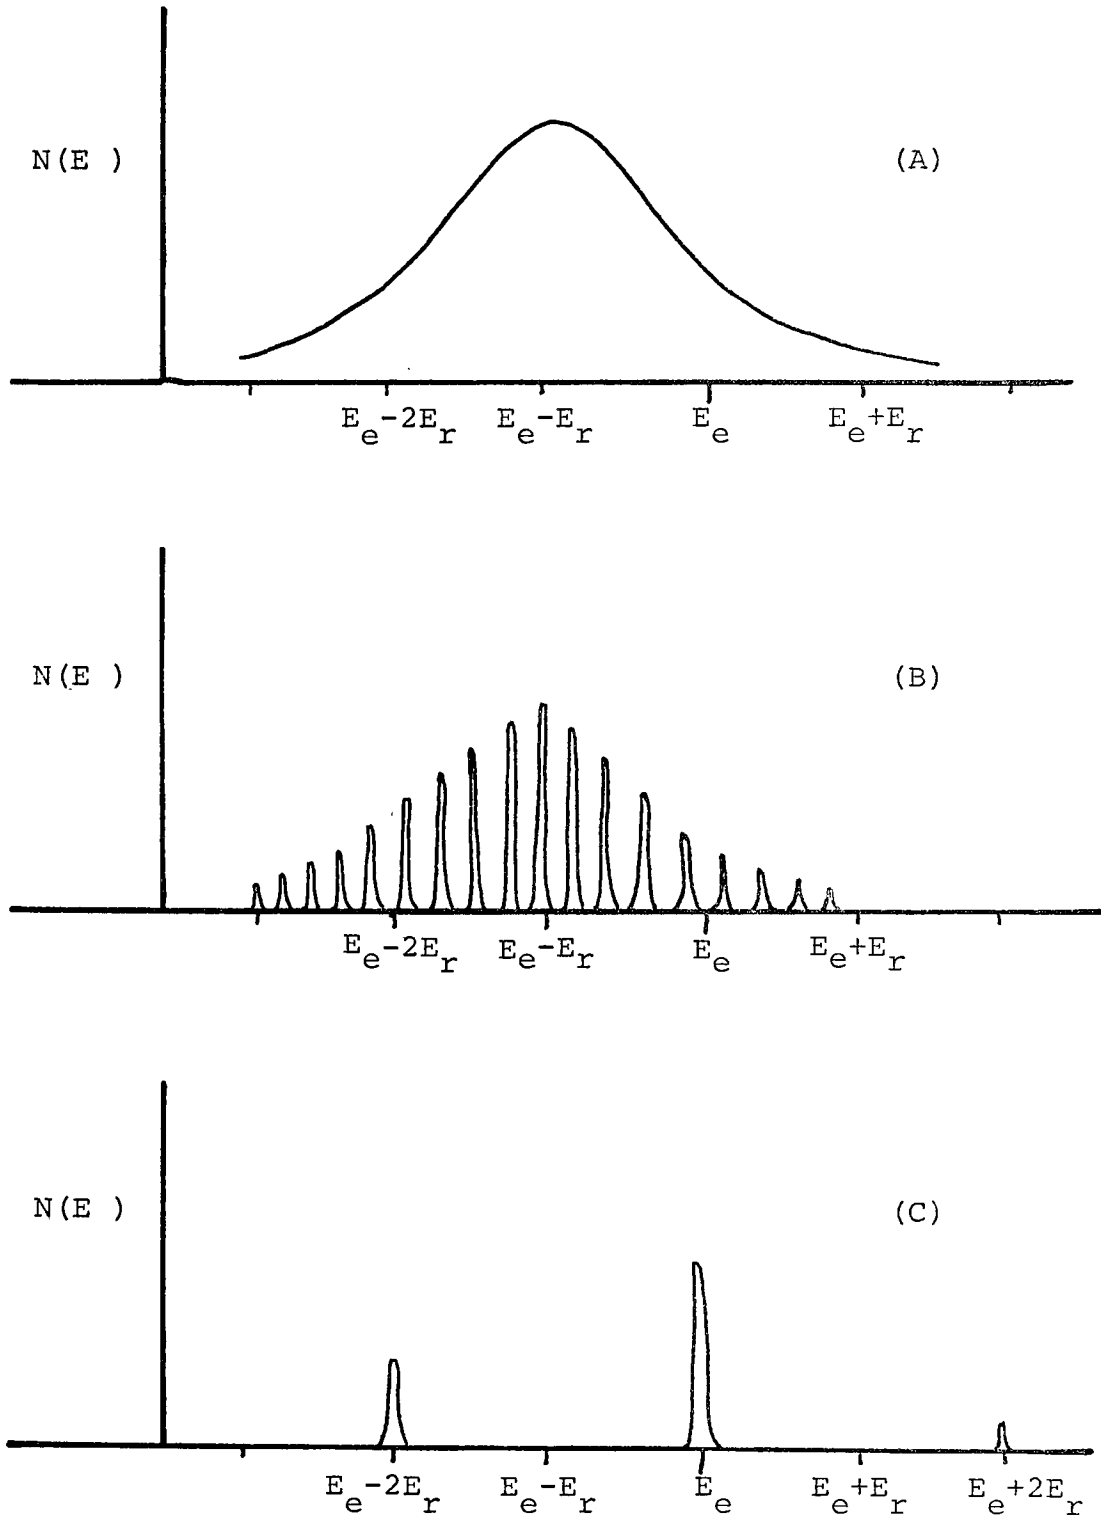 N(E )
(A)
Eₑ-2Eᵣ Eₑ-Eᵣ Eₑ Eₑ+Eᵣ
N(E )
(B)
Eₑ-2Eᵣ Eₑ-Eᵣ Eₑ Eₑ+Eᵣ
N(E )
(C)
Eₑ-2Eᵣ Eₑ-Eᵣ Eₑ Eₑ+Eᵣ Eₑ+2Eᵣ